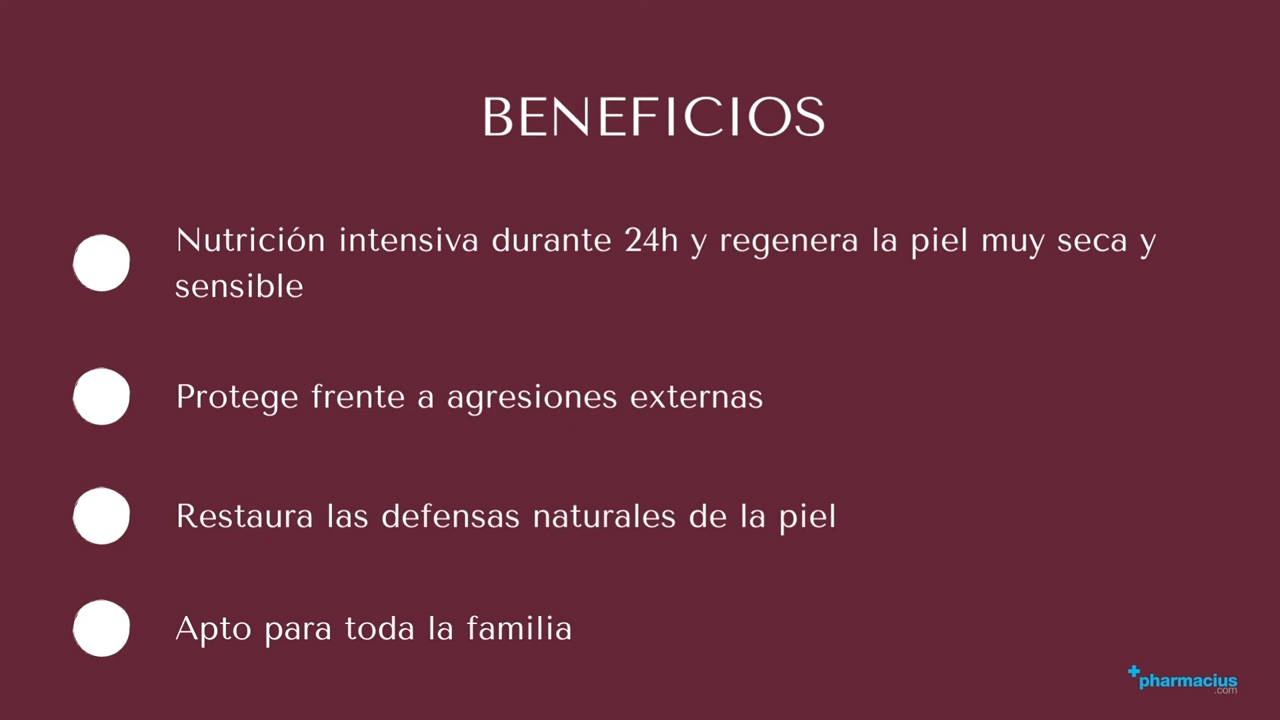 BENEFICIOS
Nutrición intensiva durante 24h y regenera la piel muy seca y
sensible
Protege frente a agresiones externas
Restaura las defensas naturales de la piel
Apto para toda la familia
pharmacius
.com